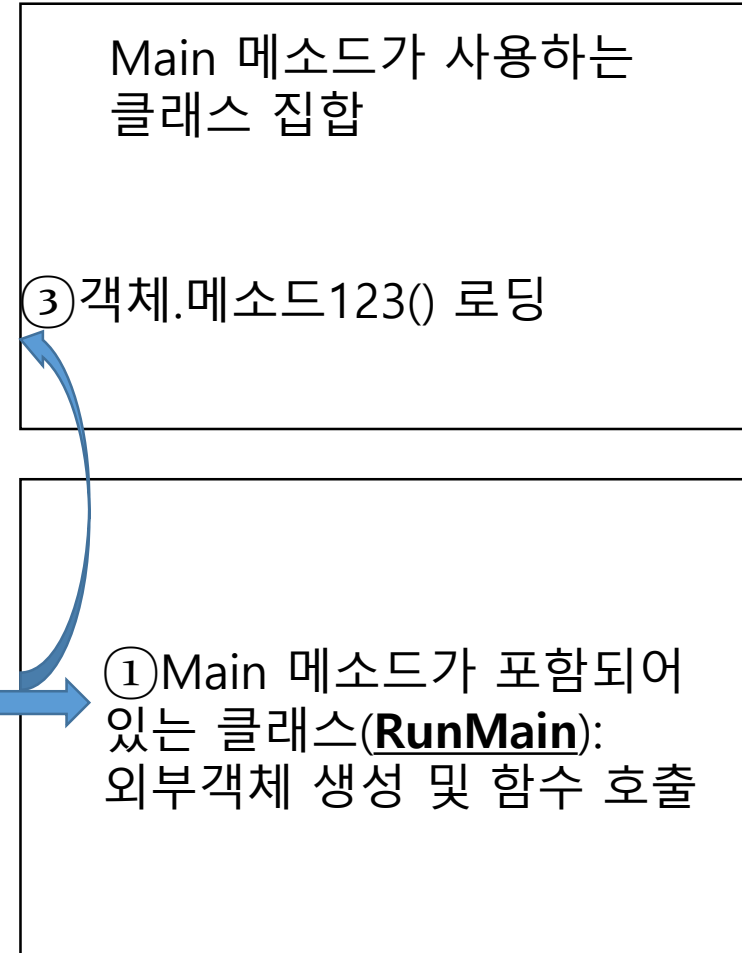 Main 메소드가 사용하는
클래스 집합
③객체.메소드123() 로딩
①Main 메소드가 포함되어
있는 클래스(RunMain):
외부객체 생성 및 함수 호출